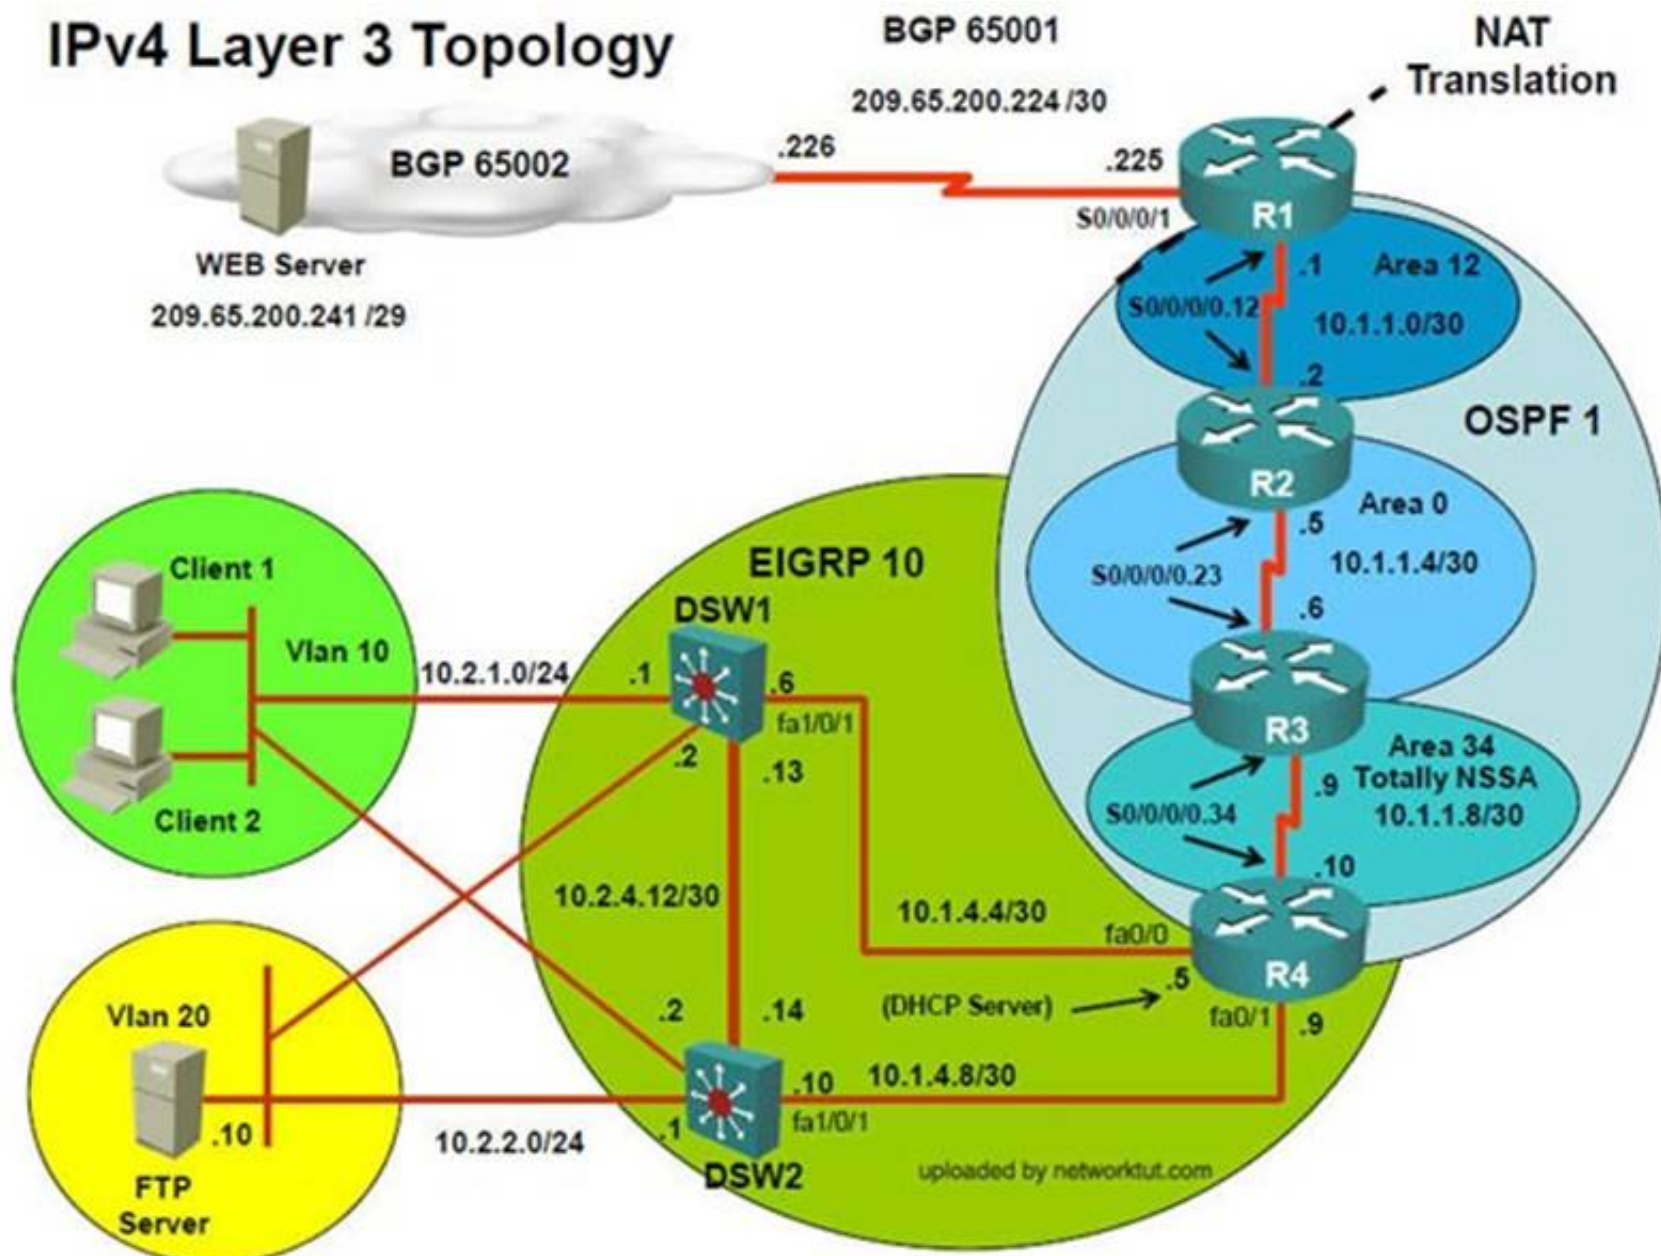 IPv4 Layer 3 Topology
BGP 65001
NAT
Translation
209.65.200.224 /30
BGP 65002
.226
.225
S0/0/0/1
R1
WEB Server
209.65.200.241 /29
.1
Area 12
S0/0/0/0.12
10.1.1.0/30
.2
OSPF 1
R2
Area 0
.5
10.1.1.4/30
S0/0/0/0.23
.6
R3
Area 34
Totally NSSA
10.1.1.8/30
.9
S0/0/0/0.34
.10
R4
EIGRP 10
DSW1
Client 1
Vlan 10
10.2.1.0/24
.1
.6
fa1/0/1
.2
.13
Client 2
10.2.4.12/30
10.1.4.4/30
fa0/0
.5
(DHCP Server)
fa0/1
.9
Vlan 20
.2
.14
.10
10.1.4.8/30
fa1/0/1
.10
10.2.2.0/24
.1
DSW2
FTP
Server
uploaded by networktut.com